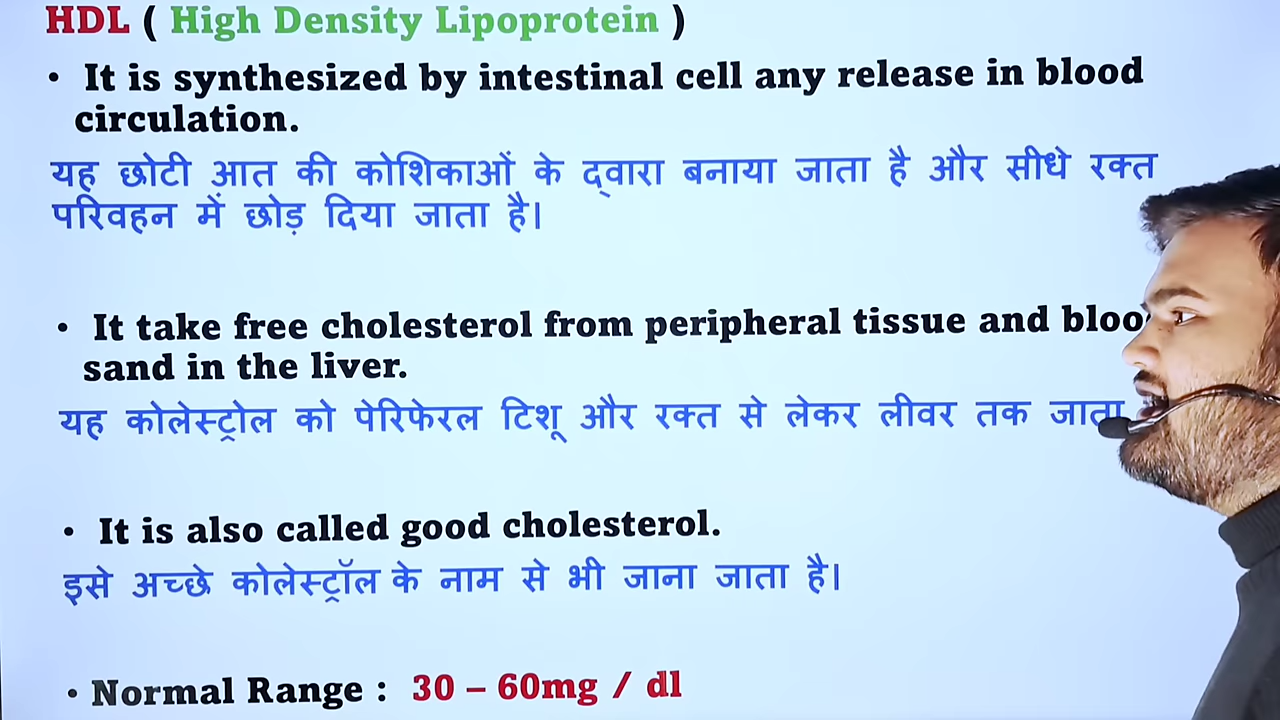 HDL ( High Density Lipoprotein )
• It is synthesized by intestinal cell any release in blood
circulation.
यह छोटी आत की कोशिकाओं के द्वारा बनाया जाता है और सीधे रक्त
परिवहन में छोड़ दिया जाता है।
• It take free cholesterol from peripheral tissue and
sand in the liver.
यह कोलेस्ट्रोल को पेरिफेरल टिशू और रक्त से लेकर लीवर तक जाता
• It is also called good cholesterol.
इसे अच्छे कोलेस्ट्रॉल के नाम से भी जाना जाता है।
• Normal Range : 30 – 60mg / dl